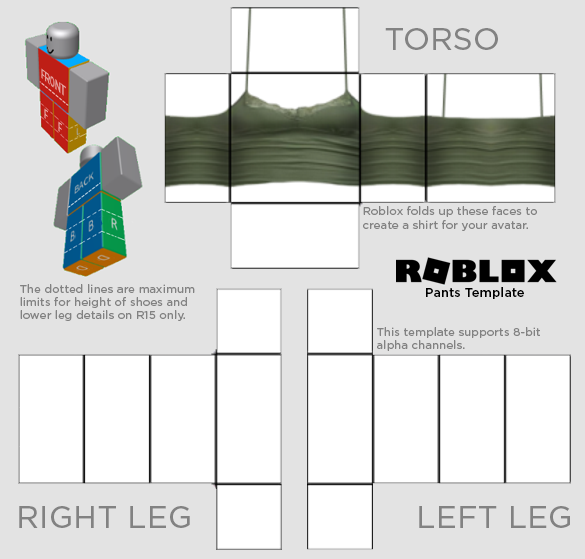 TORSO
FRONT
F F L
BACK
B B R
Roblox folds up these faces to
create a shirt for your avatar.
ROBLOX
Pants Template
The dotted lines are maximum
limits for height of shoes and
lower leg details on R15 only.
This template supports 8-bit
alpha channels.
RIGHT LEG
LEFT LEG